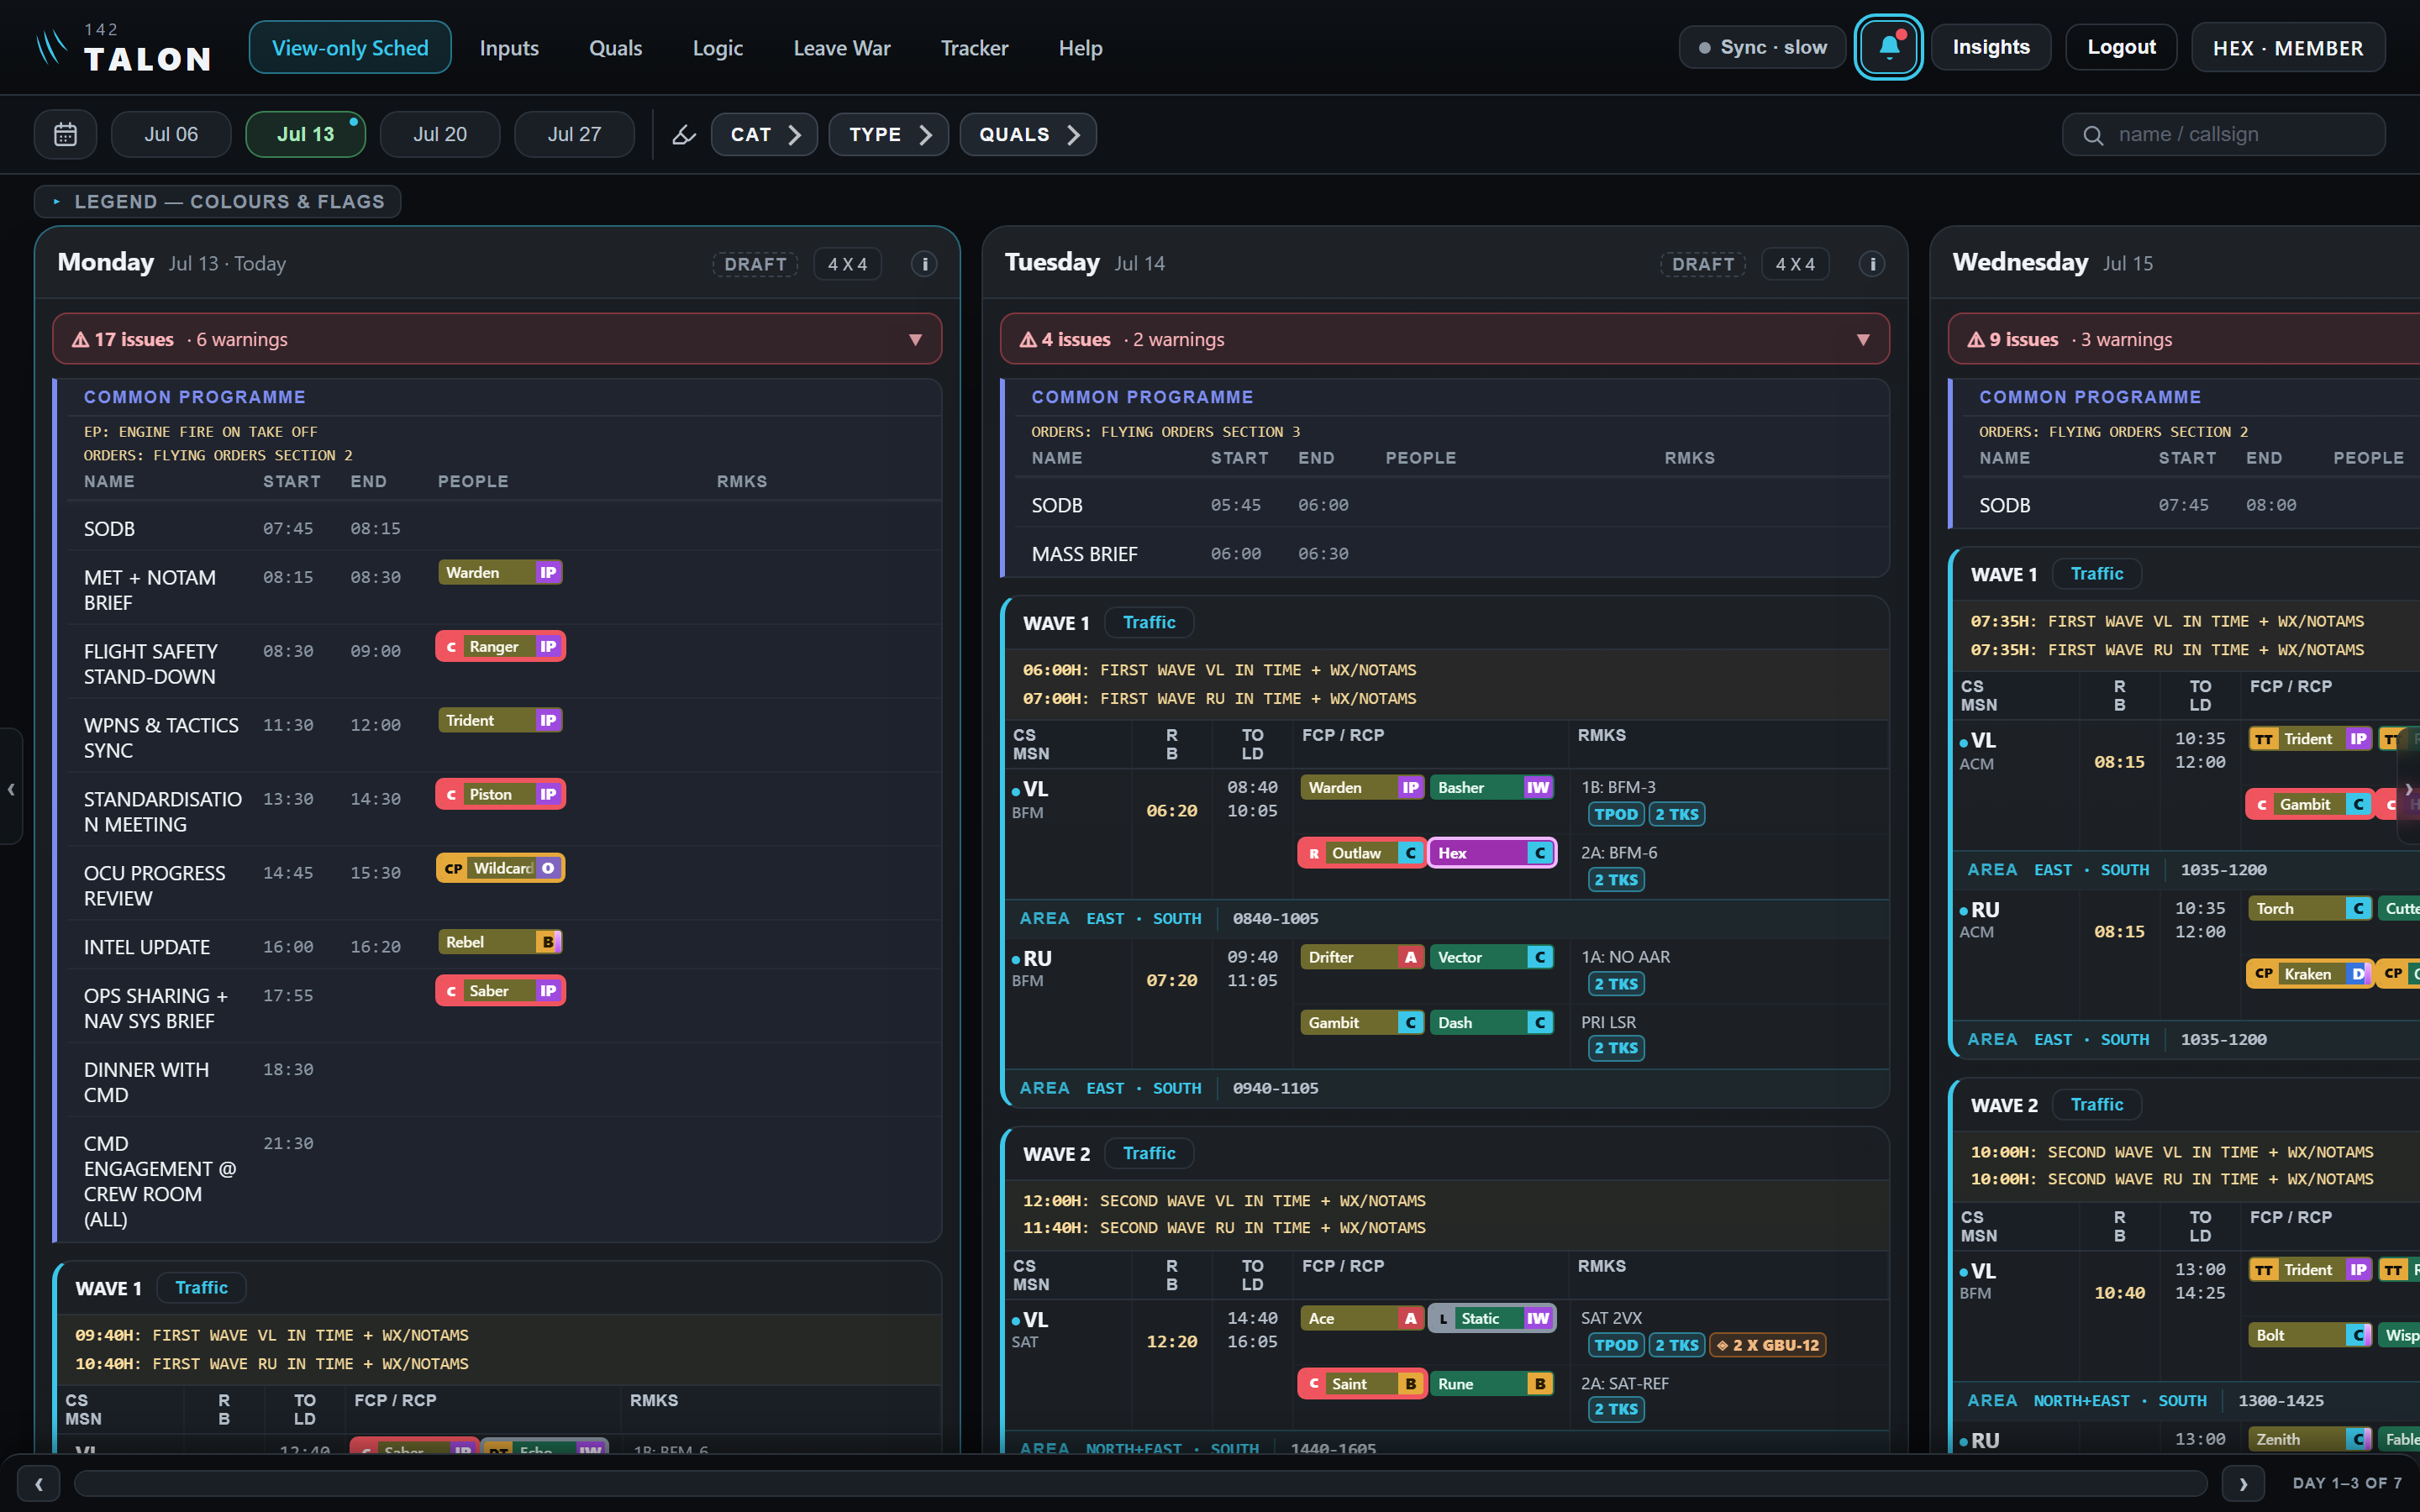 142
TALON
View-only Sched
Inputs
Quals
Logic
Leave War
Tracker
Help
Sync · slow
Insights
Logout
HEX · MEMBER
Jul 06
Jul 13
Jul 20
Jul 27
CAT
TYPE
QUALS
name / callsign
LEGEND — COLOURS & FLAGS
Monday Jul 13 · Today
DRAFT
4 X 4
i
17 issues · 6 warnings
COMMON PROGRAMME
EP: ENGINE FIRE ON TAKE OFF
ORDERS: FLYING ORDERS SECTION 2
NAME START END PEOPLE RMKS
SODB 07:45 08:15
MET + NOTAM BRIEF 08:15 08:30 Warden IP
FLIGHT SAFETY STAND-DOWN 08:30 09:00 C Ranger IP
WPNS & TACTICS SYNC 11:30 12:00 Trident IP
STANDARDISATIO
N MEETING 13:30 14:30 C Piston IP
OCU PROGRESS REVIEW 14:45 15:30 CP Wildcard O
INTEL UPDATE 16:00 16:20 Rebel B
OPS SHARING + NAV SYS BRIEF 17:55 C Saber IP
DINNER WITH CMD 18:30
CMD ENGAGEMENT @ CREW ROOM (ALL) 21:30
WAVE 1 Traffic
09:40H: FIRST WAVE VL IN TIME + WX/NOTAMS
10:40H: FIRST WAVE RU IN TIME + WX/NOTAMS
CS MSN R B TO LD FCP / RCP RMKS
VL 12:40 C Saber IP Echo IW 1B: BFM-6
Tuesday Jul 14
DRAFT
4 X 4
i
4 issues · 2 warnings
COMMON PROGRAMME
ORDERS: FLYING ORDERS SECTION 3
NAME START END PEOPLE RMKS
SODB 05:45 06:00
MASS BRIEF 06:00 06:30
WAVE 1 Traffic
06:00H: FIRST WAVE VL IN TIME + WX/NOTAMS
07:00H: FIRST WAVE RU IN TIME + WX/NOTAMS
CS MSN R B TO LD FCP / RCP RMKS
VL BFM 06:20 08:40 10:05 Warden IP Basher IW 1B: BFM-3
TPOD 2 TKS
R Outlaw C Hex C 2A: BFM-6
2 TKS
AREA EAST · SOUTH 0840-1005
RU BFM 07:20 09:40 11:05 Drifter A Vector C 1A: NO AAR
2 TKS
Gambit C Dash C PRI LSR
2 TKS
AREA EAST · SOUTH 0940-1105
WAVE 2 Traffic
12:00H: SECOND WAVE VL IN TIME + WX/NOTAMS
11:40H: SECOND WAVE RU IN TIME + WX/NOTAMS
CS MSN R B TO LD FCP / RCP RMKS
VL SAT 12:20 14:40 16:05 Ace A L Static IW SAT 2VX
TPOD 2 TKS 2 X GBU-12
C Saint B Rune B 2A: SAT-REF
2 TKS
AREA NORTH+EAST · SOUTH 1440-1605
Wednesday Jul 15
9 issues · 3 warnings
COMMON PROGRAMME
ORDERS: FLYING ORDERS SECTION 2
NAME START END PEOPLE
SODB 07:45 08:00
WAVE 1 Traffic
07:35H: FIRST WAVE VL IN TIME + WX/NOTAMS
07:35H: FIRST WAVE RU IN TIME + WX/NOTAMS
CS MSN R B TO LD FCP / RCP
VL ACM 08:15 10:35 12:00 TT Trident IP
C Gambit C C
AREA EAST · SOUTH 1035-1200
RU ACM 08:15 10:35 12:00 Torch C
CP Kraken D CP
AREA EAST · SOUTH 1035-1200
WAVE 2 Traffic
10:00H: SECOND WAVE VL IN TIME + WX/NOTAMS
10:00H: SECOND WAVE RU IN TIME + WX/NOTAMS
CS MSN R B TO LD FCP / RCP
VL BFM 10:40 13:00 14:25 TT Trident IP TT
Bolt C Wisp
AREA NORTH+EAST · SOUTH 1300-1425
RU 13:00 Zenith C Fable
DAY 1–3 OF 7